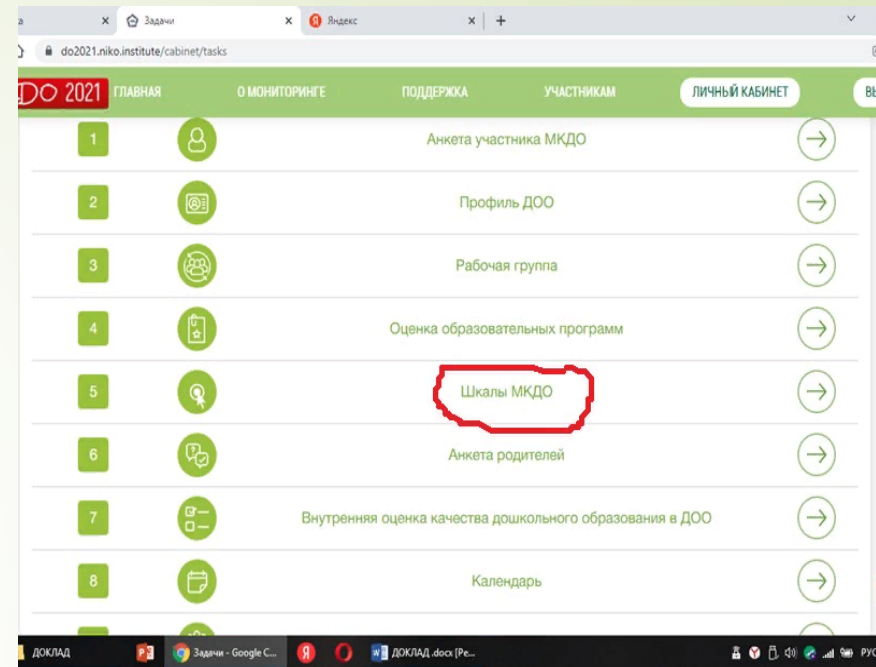 Задачи
Яндекс
do2021.niko.institute/cabinet/tasks
DO 2021 ГЛАВНАЯ О МОНИТОРИНГЕ ПОДДЕРЖКА УЧАСТНИКАМ ЛИЧНЫЙ КАБИНЕТ
1 Анкета участника МКДО
2 Профиль ДОО
3 Рабочая группа
4 Оценка образовательных программ
5 Шкалы МКДО
6 Анкета родителей
7 Внутренняя оценка качества дошкольного образования в ДОО
8 Календарь
ДОКЛАД Задачи - Google C... ДОКЛАД .docx [Ре... РУС